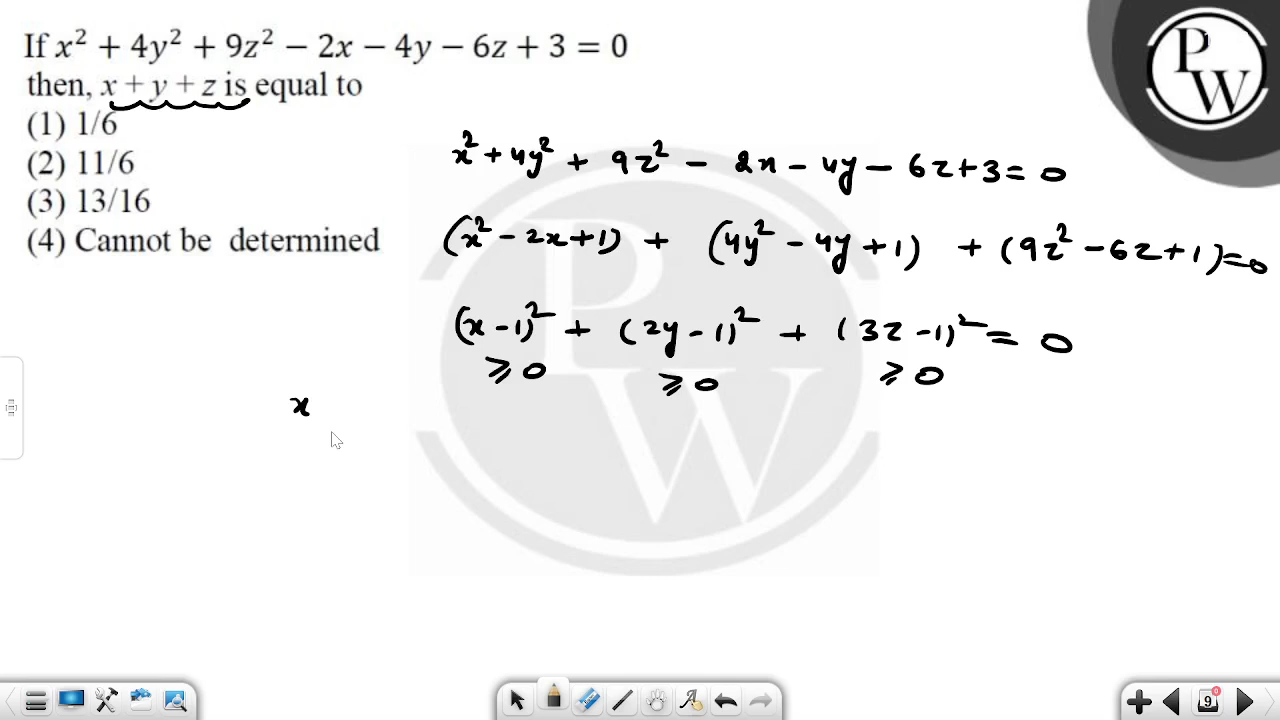 If x² + 4y² + 9z² − 2x − 4y − 6z + 3 = 0
then, x + y + z is equal to
(1) 1/6
(2) 11/6
(3) 13/16
(4) Cannot be determined
x² + 4y² + 9z² − 2x − 4y − 6z + 3 = 0
(x² − 2x + 1) + (4y² − 4y + 1) + (9z² − 6z + 1) = 0
(x − 1)² + (2y − 1)² + (3z − 1)² = 0
⩾ 0 ⩾ 0 ⩾ 0
x
P
W
P
W
9
0